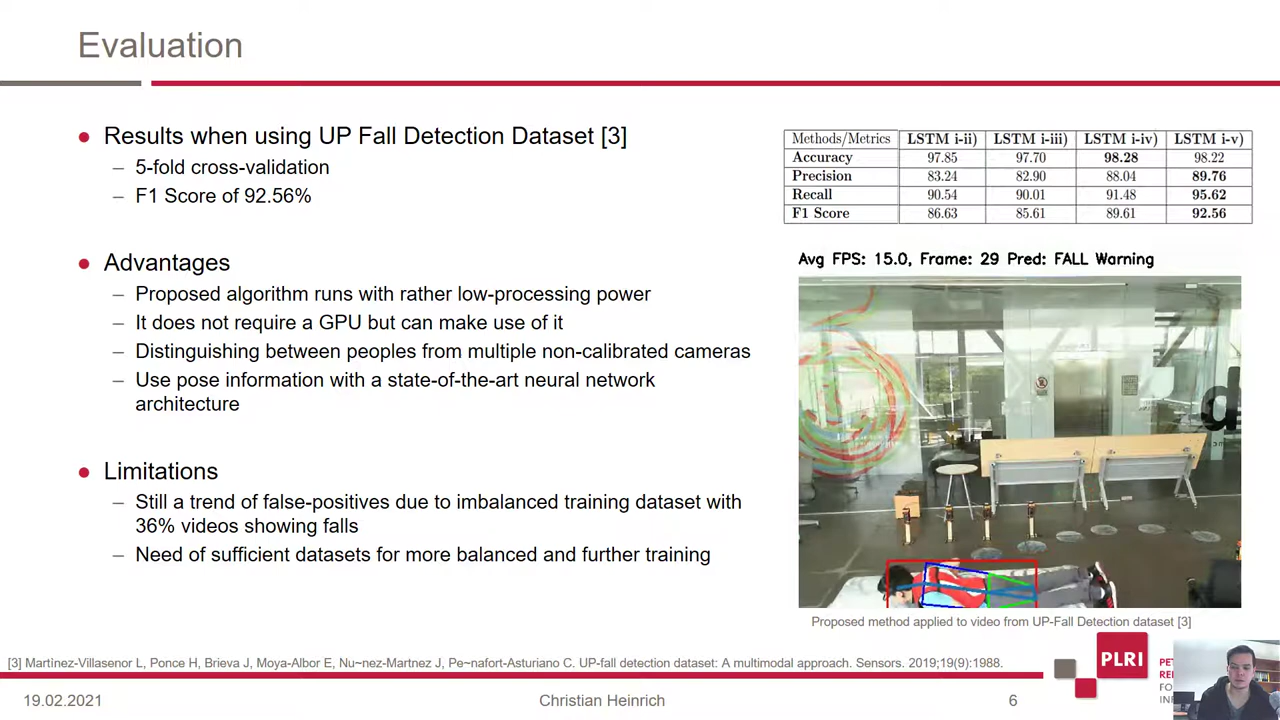 Evaluation
● Results when using UP Fall Detection Dataset [3]
– 5-fold cross-validation
– F1 Score of 92.56%
● Advantages
– Proposed algorithm runs with rather low-processing power
– It does not require a GPU but can make use of it
– Distinguishing between peoples from multiple non-calibrated cameras
– Use pose information with a state-of-the-art neural network
architecture
● Limitations
– Still a trend of false-positives due to imbalanced training dataset with
36% videos showing falls
– Need of sufficient datasets for more balanced and further training
Methods/Metrics LSTM i-ii) LSTM i-iii) LSTM i-iv) LSTM i-v)
Accuracy 97.85 97.70 98.28 98.22
Precision 83.24 82.90 88.04 89.76
Recall 90.54 90.01 91.48 95.62
F1 Score 86.63 85.61 89.61 92.56
Avg FPS: 15.0, Frame: 29 Pred: FALL Warning
Proposed method applied to video from UP-Fall Detection dataset [3]
[3] Martinez-Villasenor L, Ponce H, Brieva J, Moya-Albor E, Nu~nez-Martnez J, Pe~nafort-Asturiano C. UP-fall detection dataset: A multimodal approach. Sensors. 2019;19(9):1988.
PLRI
19.02.2021
Christian Heinrich
6